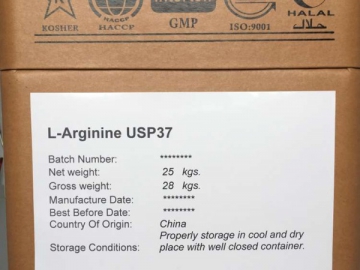 KOSHER
HACCP
HACCP
GMP
ISO:9001
HALAL
حلال
L-Arginine USP37
Batch Number: ********
Net weight: 25 kgs.
Gross weight: 28 kgs.
Manufacture Date: ********
Best Before Date: ********
Country Of Origin: China
Storage Conditions: Properly storage in cool and dry
place with well closed container.